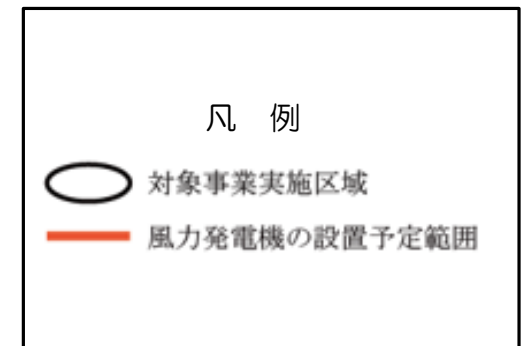 凡 例
対象事業実施区域
風力発電機の設置予定範囲